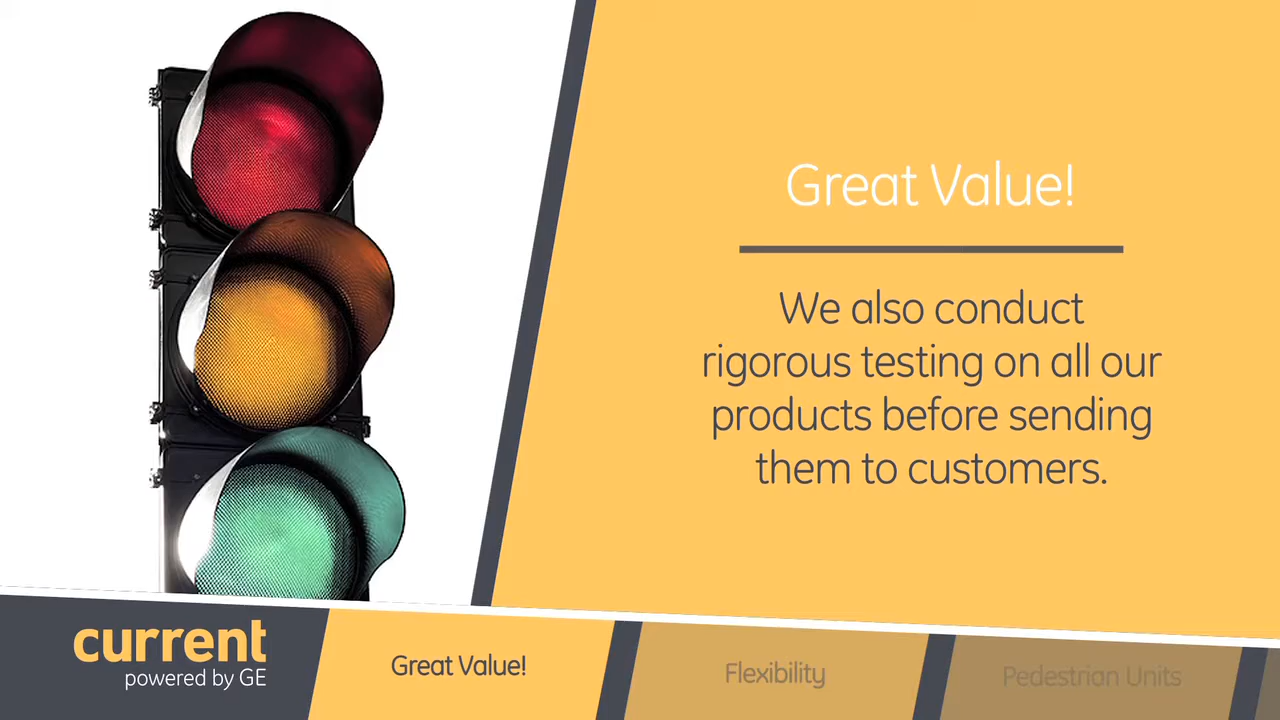 Great Value!
We also conduct
rigorous testing on all our
products before sending
them to customers.
current
powered by GE
Great Value!
Flexibility
Pedestrian Units